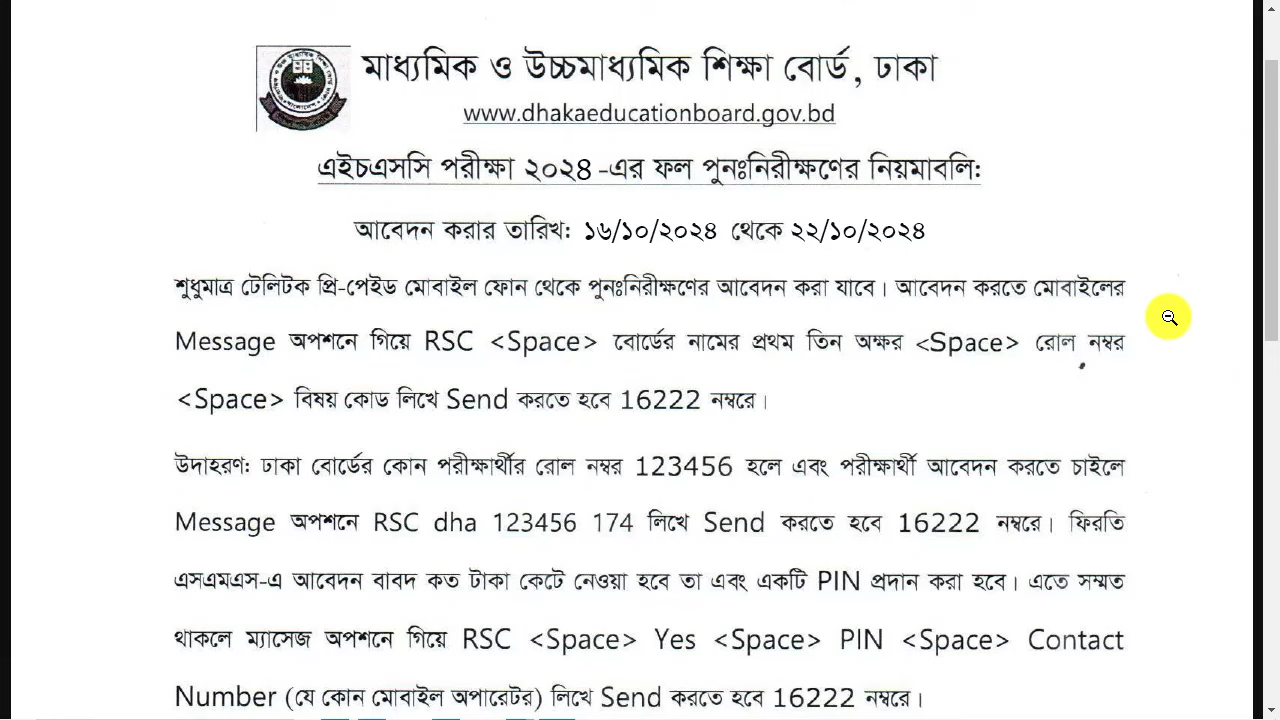 মাধ্যমিক ও উচ্চমাধ্যমিক শিক্ষা বোর্ড, ঢাকা
www.dhakaeducationboard.gov.bd
এইচএসসি পরীক্ষা ২০২৪ -এর ফল পুনঃনিরীক্ষণের নিয়মাবলি:
আবেদন করার তারিখ: ১৬/১০/২০২৪ থেকে ২২/১০/২০২৪
শুধুমাত্র টেলিটক প্রি-পেইড মোবাইল ফোন থেকে পুনঃনিরীক্ষণের আবেদন করা যাবে। আবেদন করতে মোবাইলের
Message অপশনে গিয়ে RSC <Space> বোর্ডের নামের প্রথম তিন অক্ষর <Space> রোল নম্বর
<Space> বিষয় কোড লিখে Send করতে হবে 16222 নম্বরে।
উদাহরণ: ঢাকা বোর্ডের কোন পরীক্ষার্থীর রোল নম্বর 123456 হলে এবং পরীক্ষার্থী আবেদন করতে চাইলে
Message অপশনে RSC dha 123456 174 লিখে Send করতে হবে 16222 নম্বরে। ফিরতি
এসএমএস-এ আবেদন বাবদ কত টাকা কেটে নেওয়া হবে তা এবং একটি PIN প্রদান করা হবে। এতে সম্মত
থাকলে ম্যাসেজ অপশনে গিয়ে RSC <Space> Yes <Space> PIN <Space> Contact
Number (যে কোন মোবাইল অপারেটর) লিখে Send করতে হবে 16222 নম্বরে।